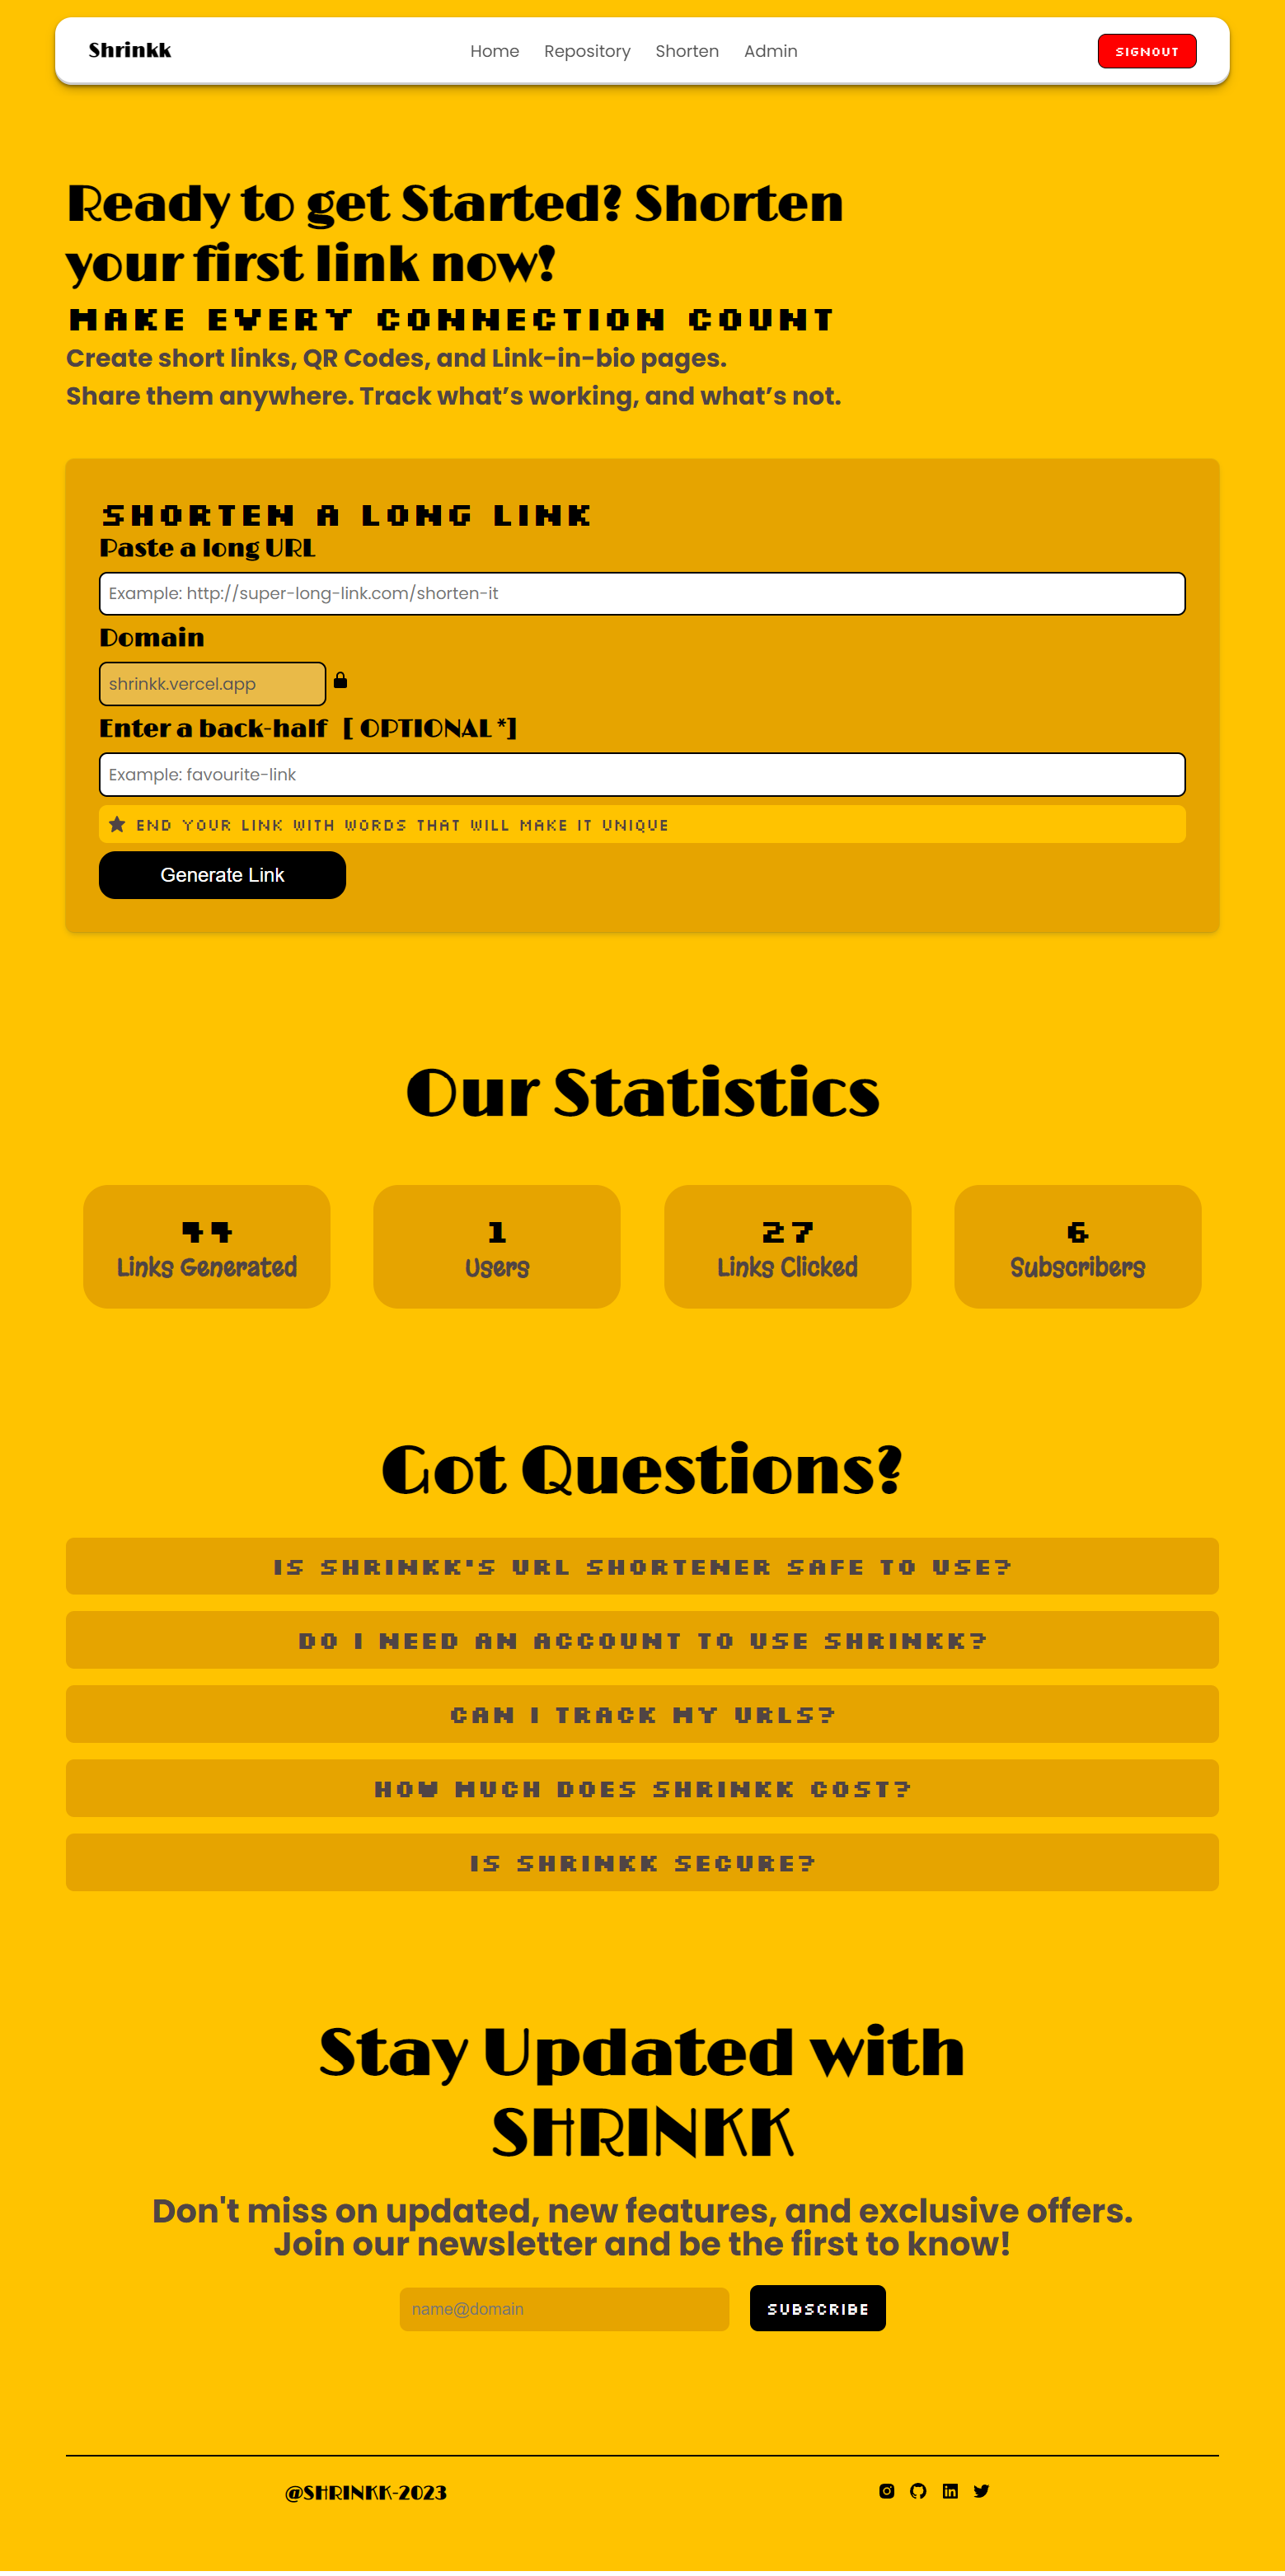 Shrinkk
Home Repository Shorten Admin
SIGNOUT
Ready to get Started? Shorten
your first link now!
MAKE EVERY CONNECTION COUNT
Create short links, QR Codes, and Link-in-bio pages.
Share them anywhere. Track what’s working, and what’s not.
SHORTEN A LONG LINK
Paste a long URL
Example: http://super-long-link.com/shorten-it
Domain
shrinkk.vercel.app
Enter a back-half [ OPTIONAL *]
Example: favourite-link
END YOUR LINK WITH WORDS THAT WILL MAKE IT UNIQUE
Generate Link
Our Statistics
44
Links Generated
1
Users
27
Links Clicked
6
Subscribers
Got Questions?
IS SHRINKK'S URL SHORTENER SAFE TO USE?
DO I NEED AN ACCOUNT TO USE SHRINKK?
CAN I TRACK MY URLS?
HOW MUCH DOES SHRINKK COST?
IS SHRINKK SECURE?
Stay Updated with
SHRINKK
Don't miss on updated, new features, and exclusive offers.
Join our newsletter and be the first to know!
name@domain
SUBSCRIBE
@SHRINKK-2023